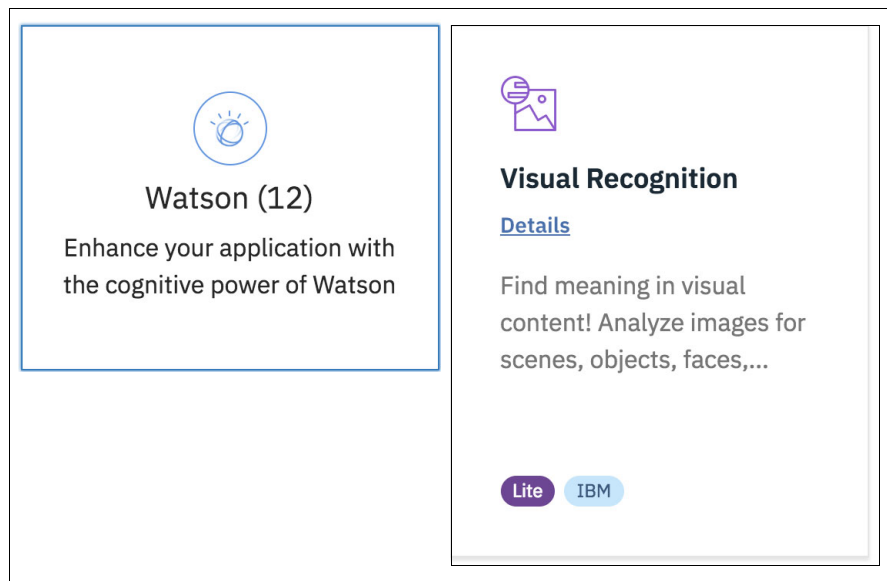 Watson (12)
Enhance your application with
the cognitive power of Watson
Visual Recognition
Details
Find meaning in visual
content! Analyze images for
scenes, objects, faces,...
Lite
IBM